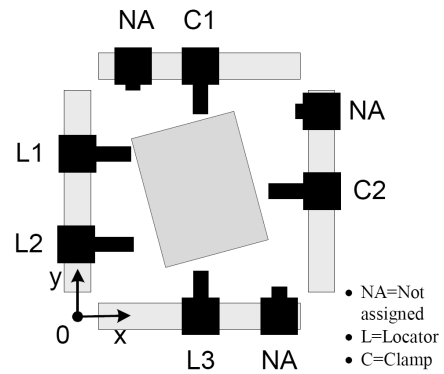 NA C1
NA
L1
C2
L2
y
0 x
L3 NA
• NA=Not
assigned
• L=Locator
• C=Clamp